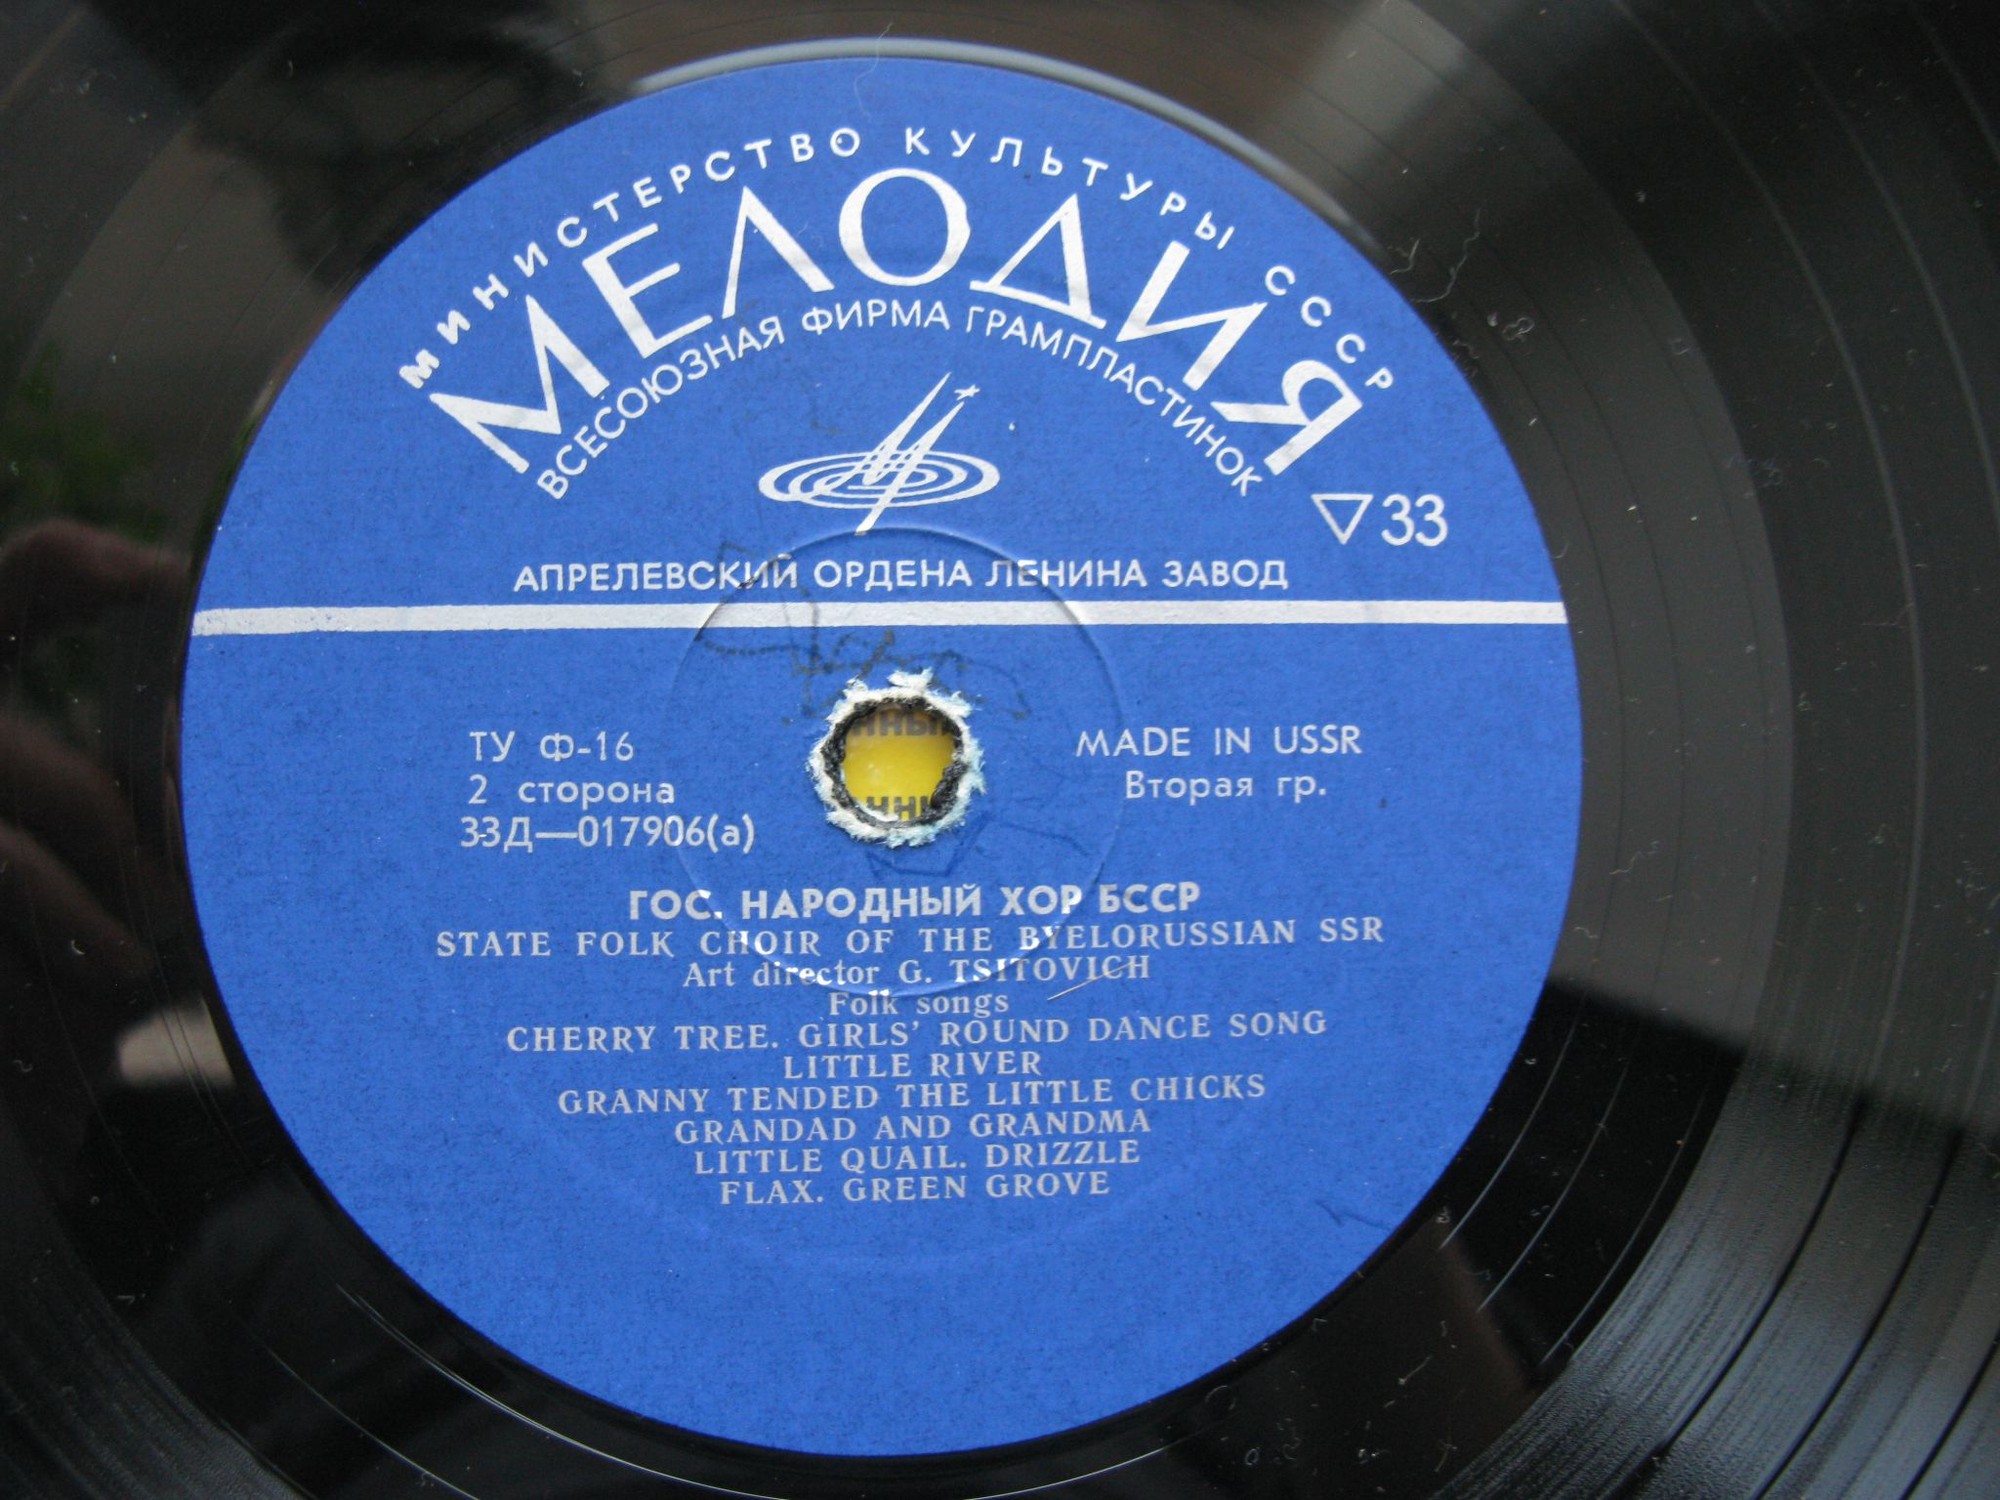 МИНИСТЕРСТВО КУЛЬТУРЫ СССР
МЕЛОДИЯ
ВСЕСОЮЗНАЯ ФИРМА ГРАМПЛАСТИНОК
▽33
АПРЕЛЕВСКИЙ ОРДЕНА ЛЕНИНА ЗАВОД
ТУ Ф-16
2 сторона
33Д—017906(а)
MADE IN USSR
Вторая гр.
ГОС. НАРОДНЫЙ ХОР БССР
STATE FOLK CHOIR OF THE BYELORUSSIAN SSR
Art director G. TSITOVICH
Folk songs
CHERRY TREE. GIRLS' ROUND DANCE SONG
LITTLE RIVER
GRANNY TENDED THE LITTLE CHICKS
GRANDAD AND GRANDMA
LITTLE QUAIL. DRIZZLE
FLAX. GREEN GROVE